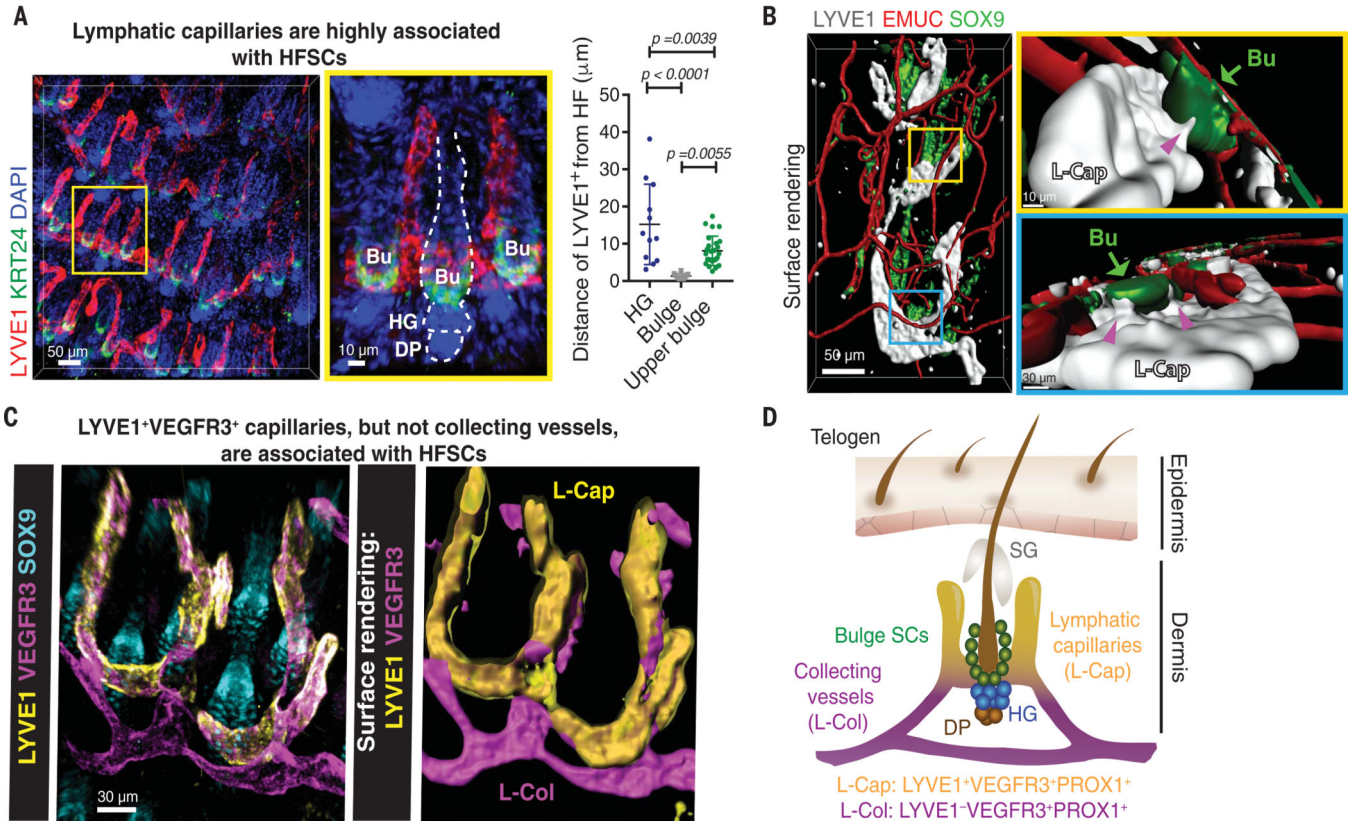 A
Lymphatic capillaries are highly associated
with HFSCs
LYVE1 KRT24 DAPI
50 µm
Bu
Bu
Bu
HG
DP
10 µm
Distance of LYVE1⁺ from HF (µm)
p =0.0039
p < 0.0001
p =0.0055
50
40
30
20
10
0
HG
Bulge
Upper bulge
B
LYVE1 EMUC SOX9
Surface rendering
50 µm
Bu
L-Cap
10 µm
Bu
L-Cap
30 µm
C
LYVE1⁺VEGFR3⁺ capillaries, but not collecting vessels,
are associated with HFSCs
LYVE1 VEGFR3 SOX9
30 µm
Surface rendering:
LYVE1 VEGFR3
L-Cap
L-Col
D
Telogen
Epidermis
SG
Dermis
Bulge SCs
Lymphatic
capillaries
(L-Cap)
Collecting
vessels
(L-Col)
HG
DP
L-Cap: LYVE1⁺VEGFR3⁺PROX1⁺
L-Col: LYVE1⁻VEGFR3⁺PROX1⁺